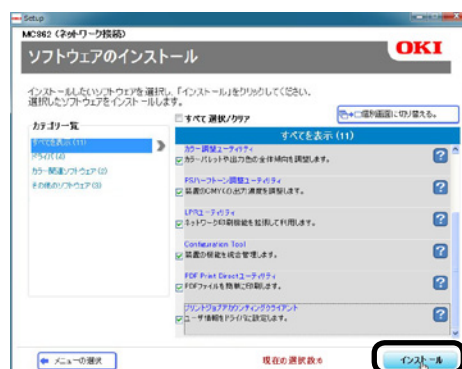 Setup
MC862 (ネットワーク接続)
OKI
ソフトウェアのインストール
インストールしたいソフトウェアを選択し、「インストール」をクリックしてください。
選択したソフトウェアをインストールします。
すべて選択/クリア
個別画面に切り替える。
カテゴリ一覧
すべてを表示 (11)
ドライバ (4)
カラー関連ソフトウェア (2)
その他のソフトウェア (5)
すべてを表示 (11)
カラー調整ユーティリティ
カラーパレットや出力色の全体傾向を調整します。
PSハーフトーン調整ユーティリティ
装置のCMYKの出力濃度を調整します。
LPRユーティリティ
ネットワーク印刷機能を拡張して利用します。
Configuration Tool
装置の機能を統合管理します。
PDF Print Directユーティリティ
PDFファイルを簡単に印刷します。
プリントジョブアカウンティングクライアント
ユーザ情報をドライバに設定します。
メニューの選択
現在の選択数:6
インストール